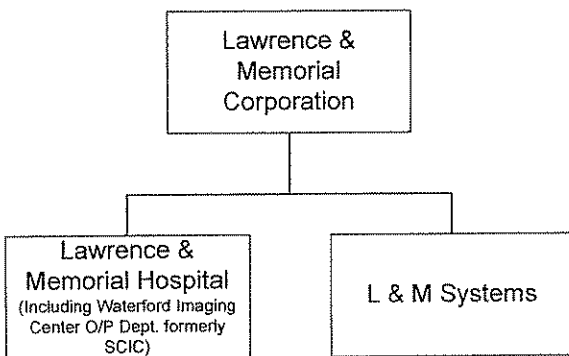 Lawrence &
Memorial
Corporation
Lawrence &
Memorial Hospital
(Including Waterford Imaging
Center O/P Dept. formerly
SCIC)
L & M Systems